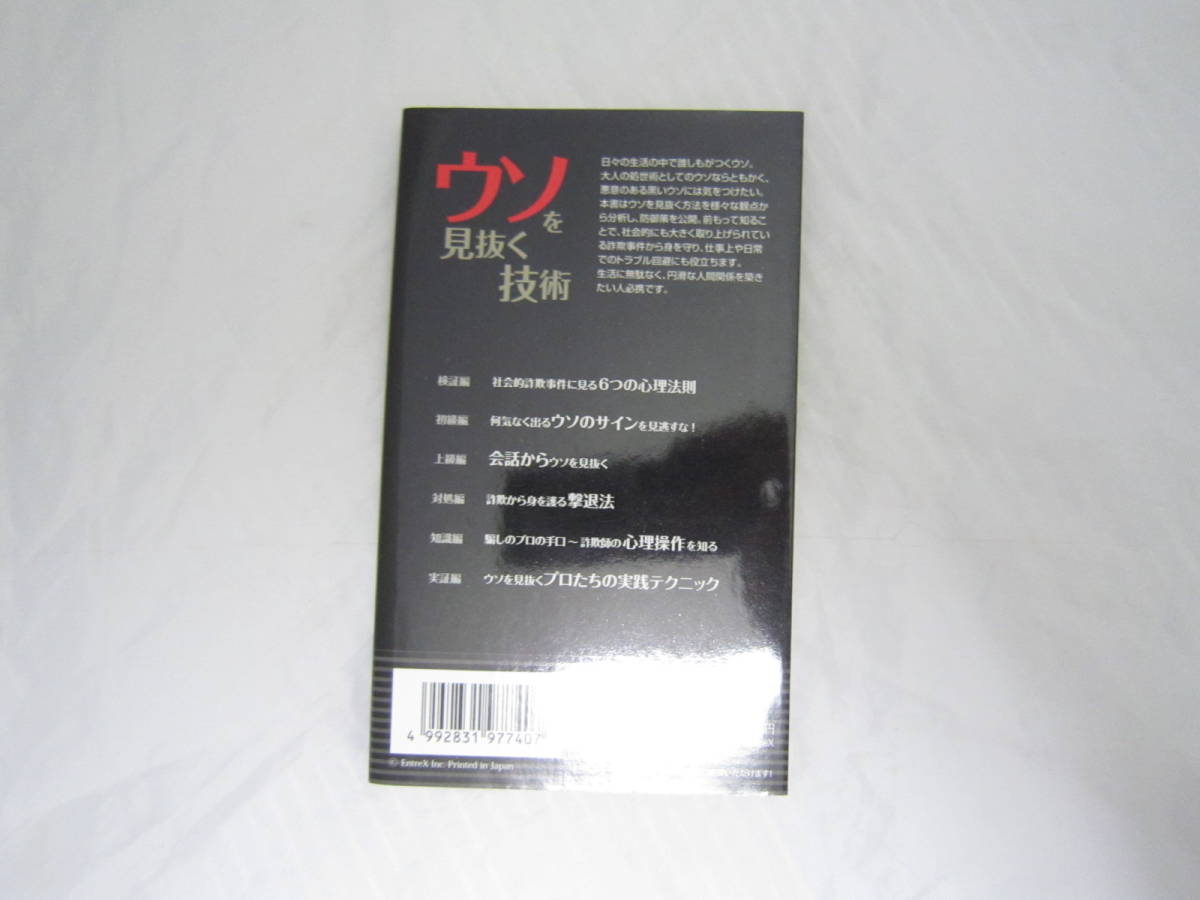 ウソを
見抜く
技術
日々の生活の中で誰しもがつくウソ。
大人の処世術としてのウソならともかく、
悪意のある黒いウソには気をつけたい。
本書はウソを見抜く方法を様々な観点か
ら分析し、防御策を公開。前もって知るこ
とで、社会的にも大きく取り上げられてい
る詐欺事件から身を守り、仕事上や日常
でのトラブル回避にも役立ちます。
生活に無駄なく、円滑な人間関係を築き
たい人必携です。
検証編 社会的詐欺事件に見る6つの心理法則
初級編 何気なく出るウソのサインを見逃すな!
上級編 会話からウソを見抜く
対処編 詐欺から身を護る撃退法
知識編 騙しのプロの手口～詐欺師の心理操作を知る
実証編 ウソを見抜くプロたちの実践テクニック
4 992831 977407
円
X
© EntreX Inc. Printed in Japan
いただけます!